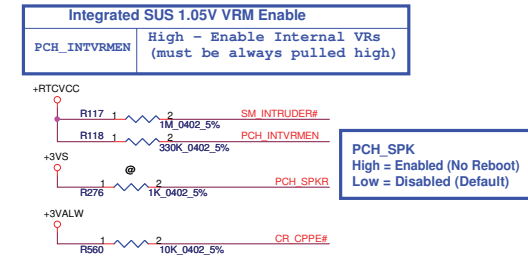 Integrated SUS 1.05V VRM Enable
PCH_INTVRMEN
High - Enable Internal VRs
(must be always pulled high)
+RTCVCC
R117 1 2 SM_INTRUDER#
1M_0402_5%
R118 1 2 PCH_INTVRMEN
330K_0402_5%
+3VS
@
R276 1 2 PCH_SPKR
1K_0402_5%
PCH_SPK
High = Enabled (No Reboot)
Low = Disabled (Default)
+3VALW
R560 1 2 CR_CPPE#
10K_0402_5%